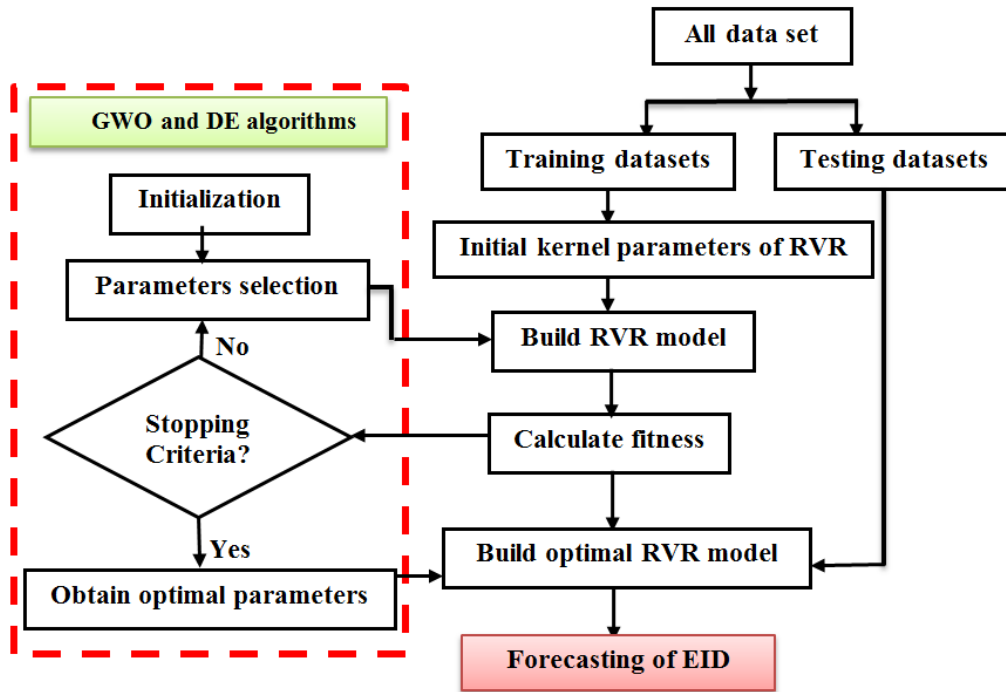 All data set
GWO and DE algorithms
Training datasets
Testing datasets
Initialization
Initial kernel parameters of RVR
Parameters selection
Build RVR model
No
Stopping
Criteria?
Calculate fitness
Yes
Build optimal RVR model
Obtain optimal parameters
Forecasting of EID